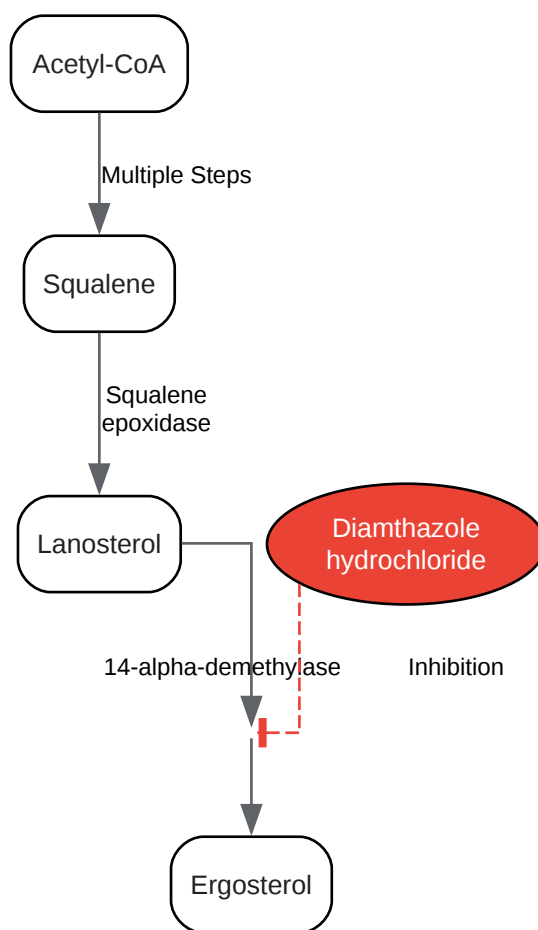 Acetyl-CoA
Multiple Steps
Squalene
Squalene
epoxidase
Lanosterol
Diamthazole
hydrochloride
14-alpha-demethylase
Inhibition
Ergosterol